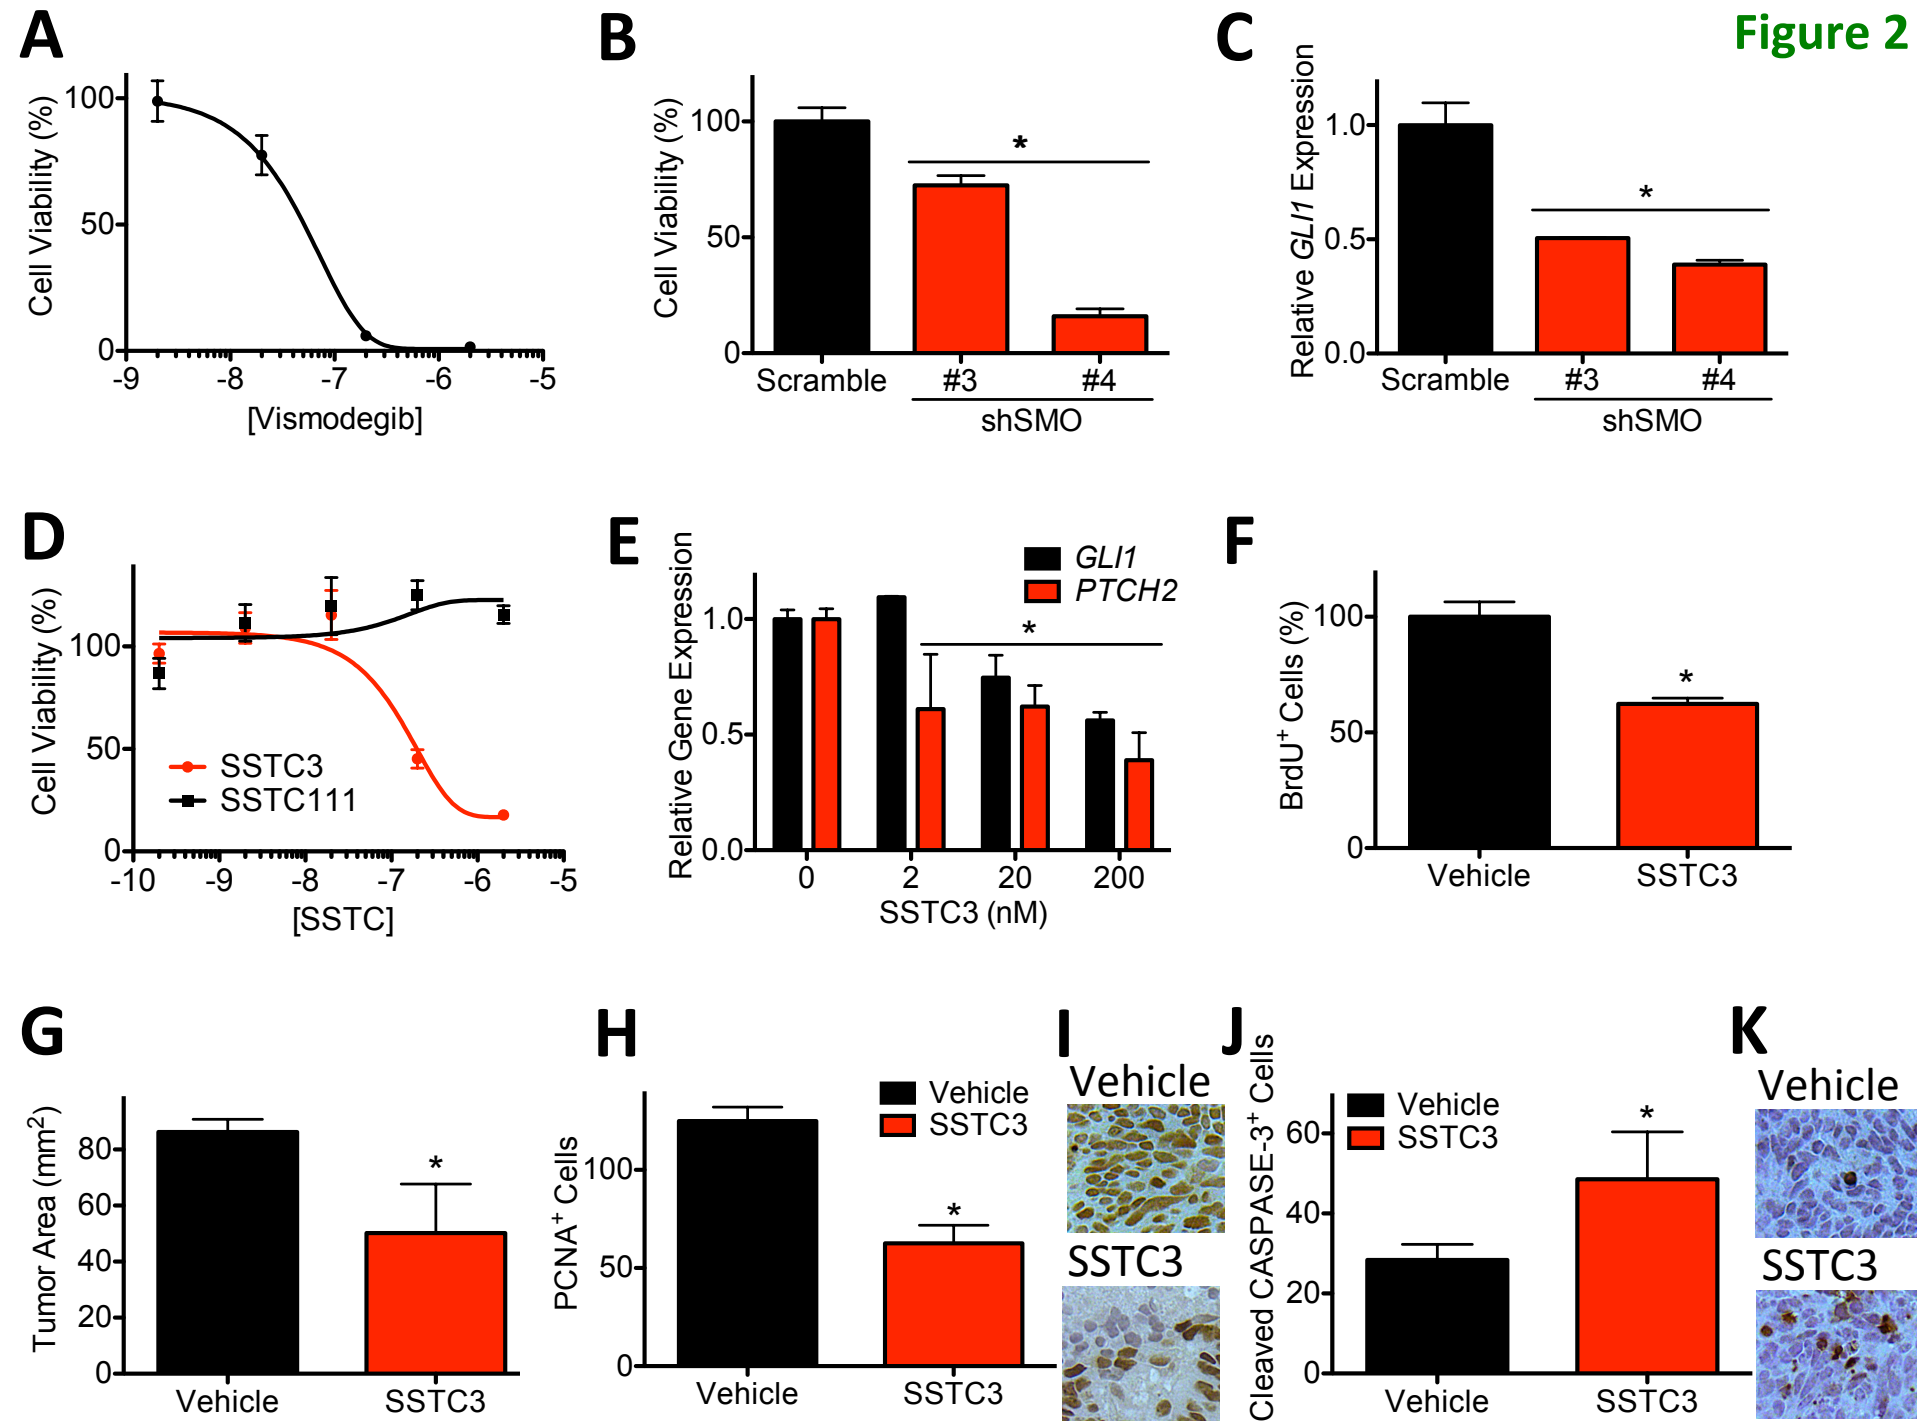 Figure 2
A
Cell Viability (%)
100
50
0
-9 -8 -7 -6 -5
[Vismodegib]
B
Cell Viability (%)
100
50
0
*
Scramble #3 #4
shSMO
C
Relative GLI1 Expression
1.0
0.5
0.0
*
Scramble #3 #4
shSMO
D
Cell Viability (%)
100
50
0
SSTC3
SSTC111
-10 -9 -8 -7 -6 -5
[SSTC]
E
Relative Gene Expression
GLI1
PTCH2
1.0
0.5
0.0
*
0 2 20 200
SSTC3 (nM)
F
BrdU+ Cells (%)
100
50
0
*
Vehicle SSTC3
G
Tumor Area (mm2)
80
60
40
20
0
*
Vehicle SSTC3
H
PCNA+ Cells
Vehicle
SSTC3
100
50
0
*
Vehicle SSTC3
I
Vehicle
SSTC3
J
Cleaved CASPASE-3+ Cells
Vehicle
SSTC3
60
40
20
0
*
Vehicle SSTC3
K
Vehicle
SSTC3